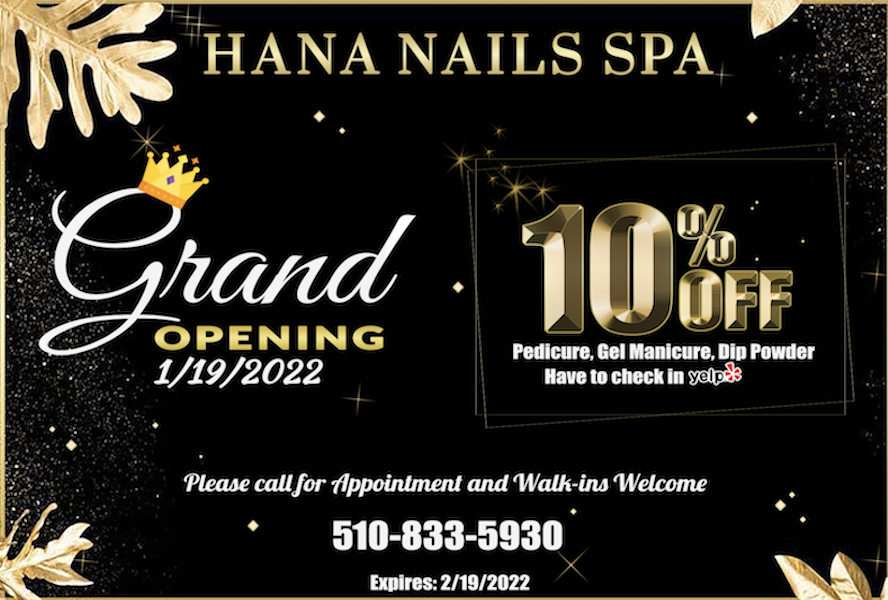 HANA NAILS SPA
Grand
OPENING
1/19/2022
10% OFF
Pedicure, Gel Manicure, Dip Powder
Have to check in yelp
Please call for Appointment and Walk-ins Welcome
510-833-5930
Expires: 2/19/2022